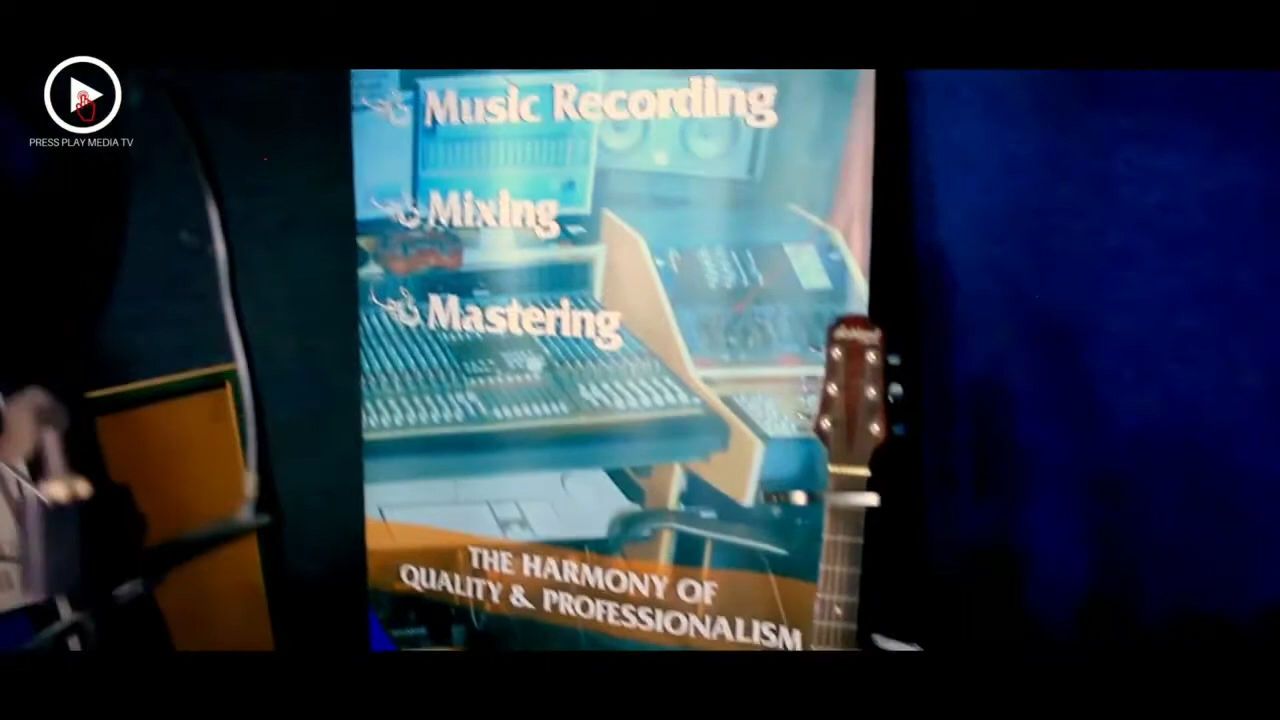 PRESS PLAY MEDIA TV
Music Recording
Mixing
Mastering
THE HARMONY OF
QUALITY & PROFESSIONALISM